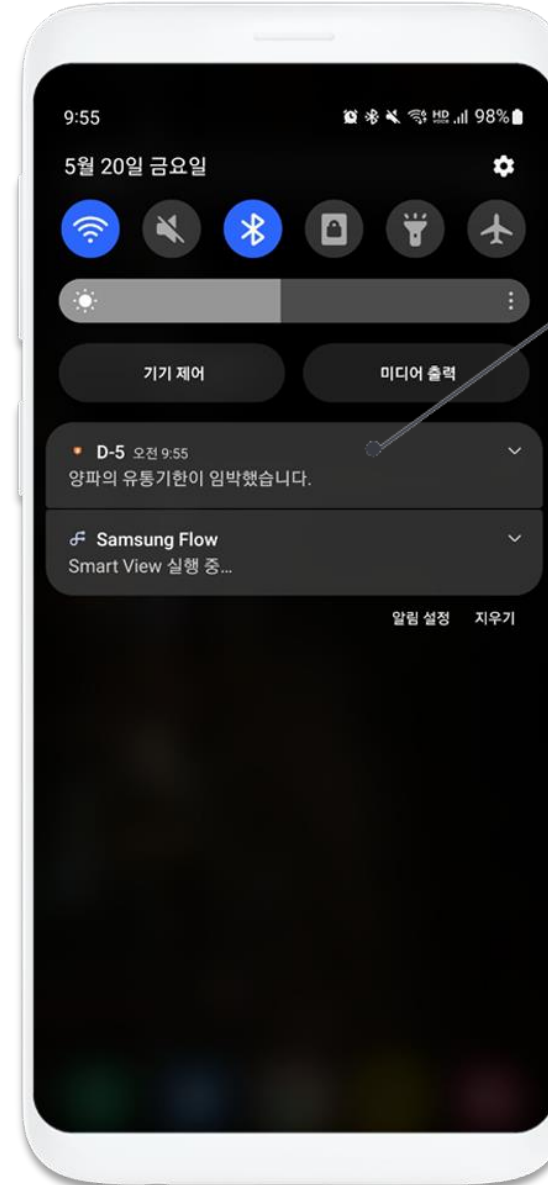 9:55 HD VOICE 98%
5월 20일 금요일
기기 제어 미디어 출력
D-5 오전 9:55
양파의 유통기한이 임박했습니다.
Samsung Flow
Smart View 실행 중...
알림 설정 지우기